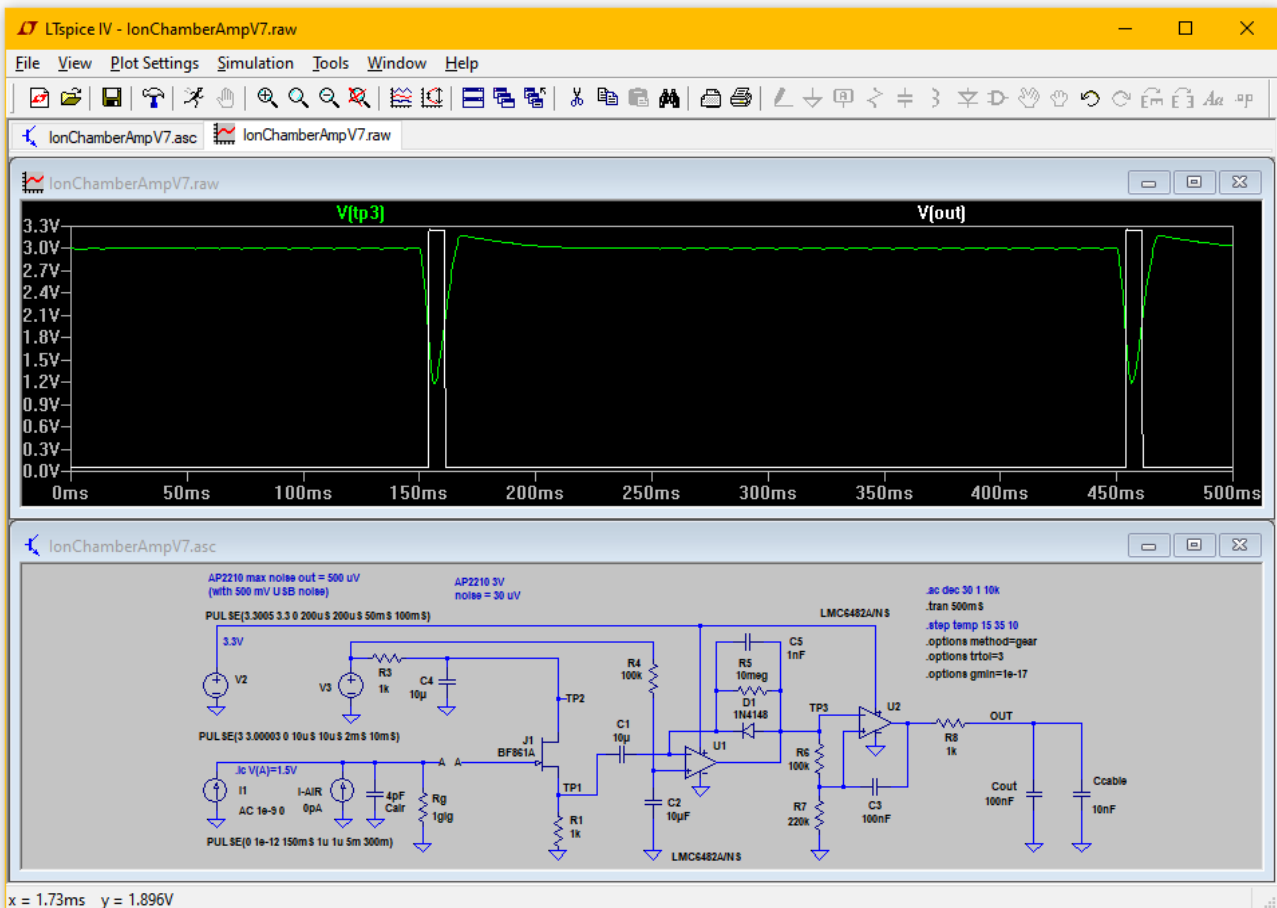 LTspice IV - IonChamberAmpV7.raw
File View Plot Settings Simulation Tools Window Help
IonChamberAmpV7.asc IonChamberAmpV7.raw
IonChamberAmpV7.raw
V(tp3) V(out)
3.3V
3.0V
2.7V
2.4V
2.1V
1.8V
1.5V
1.2V
0.9V
0.6V
0.3V
0.0V
0ms 50ms 100ms 150ms 200ms 250ms 300ms 350ms 400ms 450ms 500ms
IonChamberAmpV7.asc
AP2210 max noise out = 500 uV
(with 500 mV USB noise)
AP2210 3V
noise = 30 uV
PULSE(3.3005 3.3 0 200uS 200uS 50mS 100mS)
LMC6482A/NS
.ac dec 30 1 10k
.tran 500mS
.step temp 15 35 10
.options method=gear
.options trtol=3
.options gmin=1e-17
3.3V
V2
V3
R3
1k
C4
10µ
R4
100k
C5
1nF
R5
10meg
D1
1N4148
TP2
TP3
U2
OUT
R8
1k
PULSE(3 3.00003 0 10uS 10uS 2mS 10mS)
J1
BF861A
C1
10µ
U1
R6
100k
.ic V(A)=1.5V
A A
TP1
I1
AC 1e-9 0
I-AIR
0pA
4pF
Cair
Rg
1gig
R1
1k
C2
10µF
R7
220k
C3
100nF
Cout
100nF
Ccable
10nF
PULSE(0 1e-12 150mS 1u 1u 5m 300m)
LMC6482A/NS
x = 1.73ms y = 1.896V